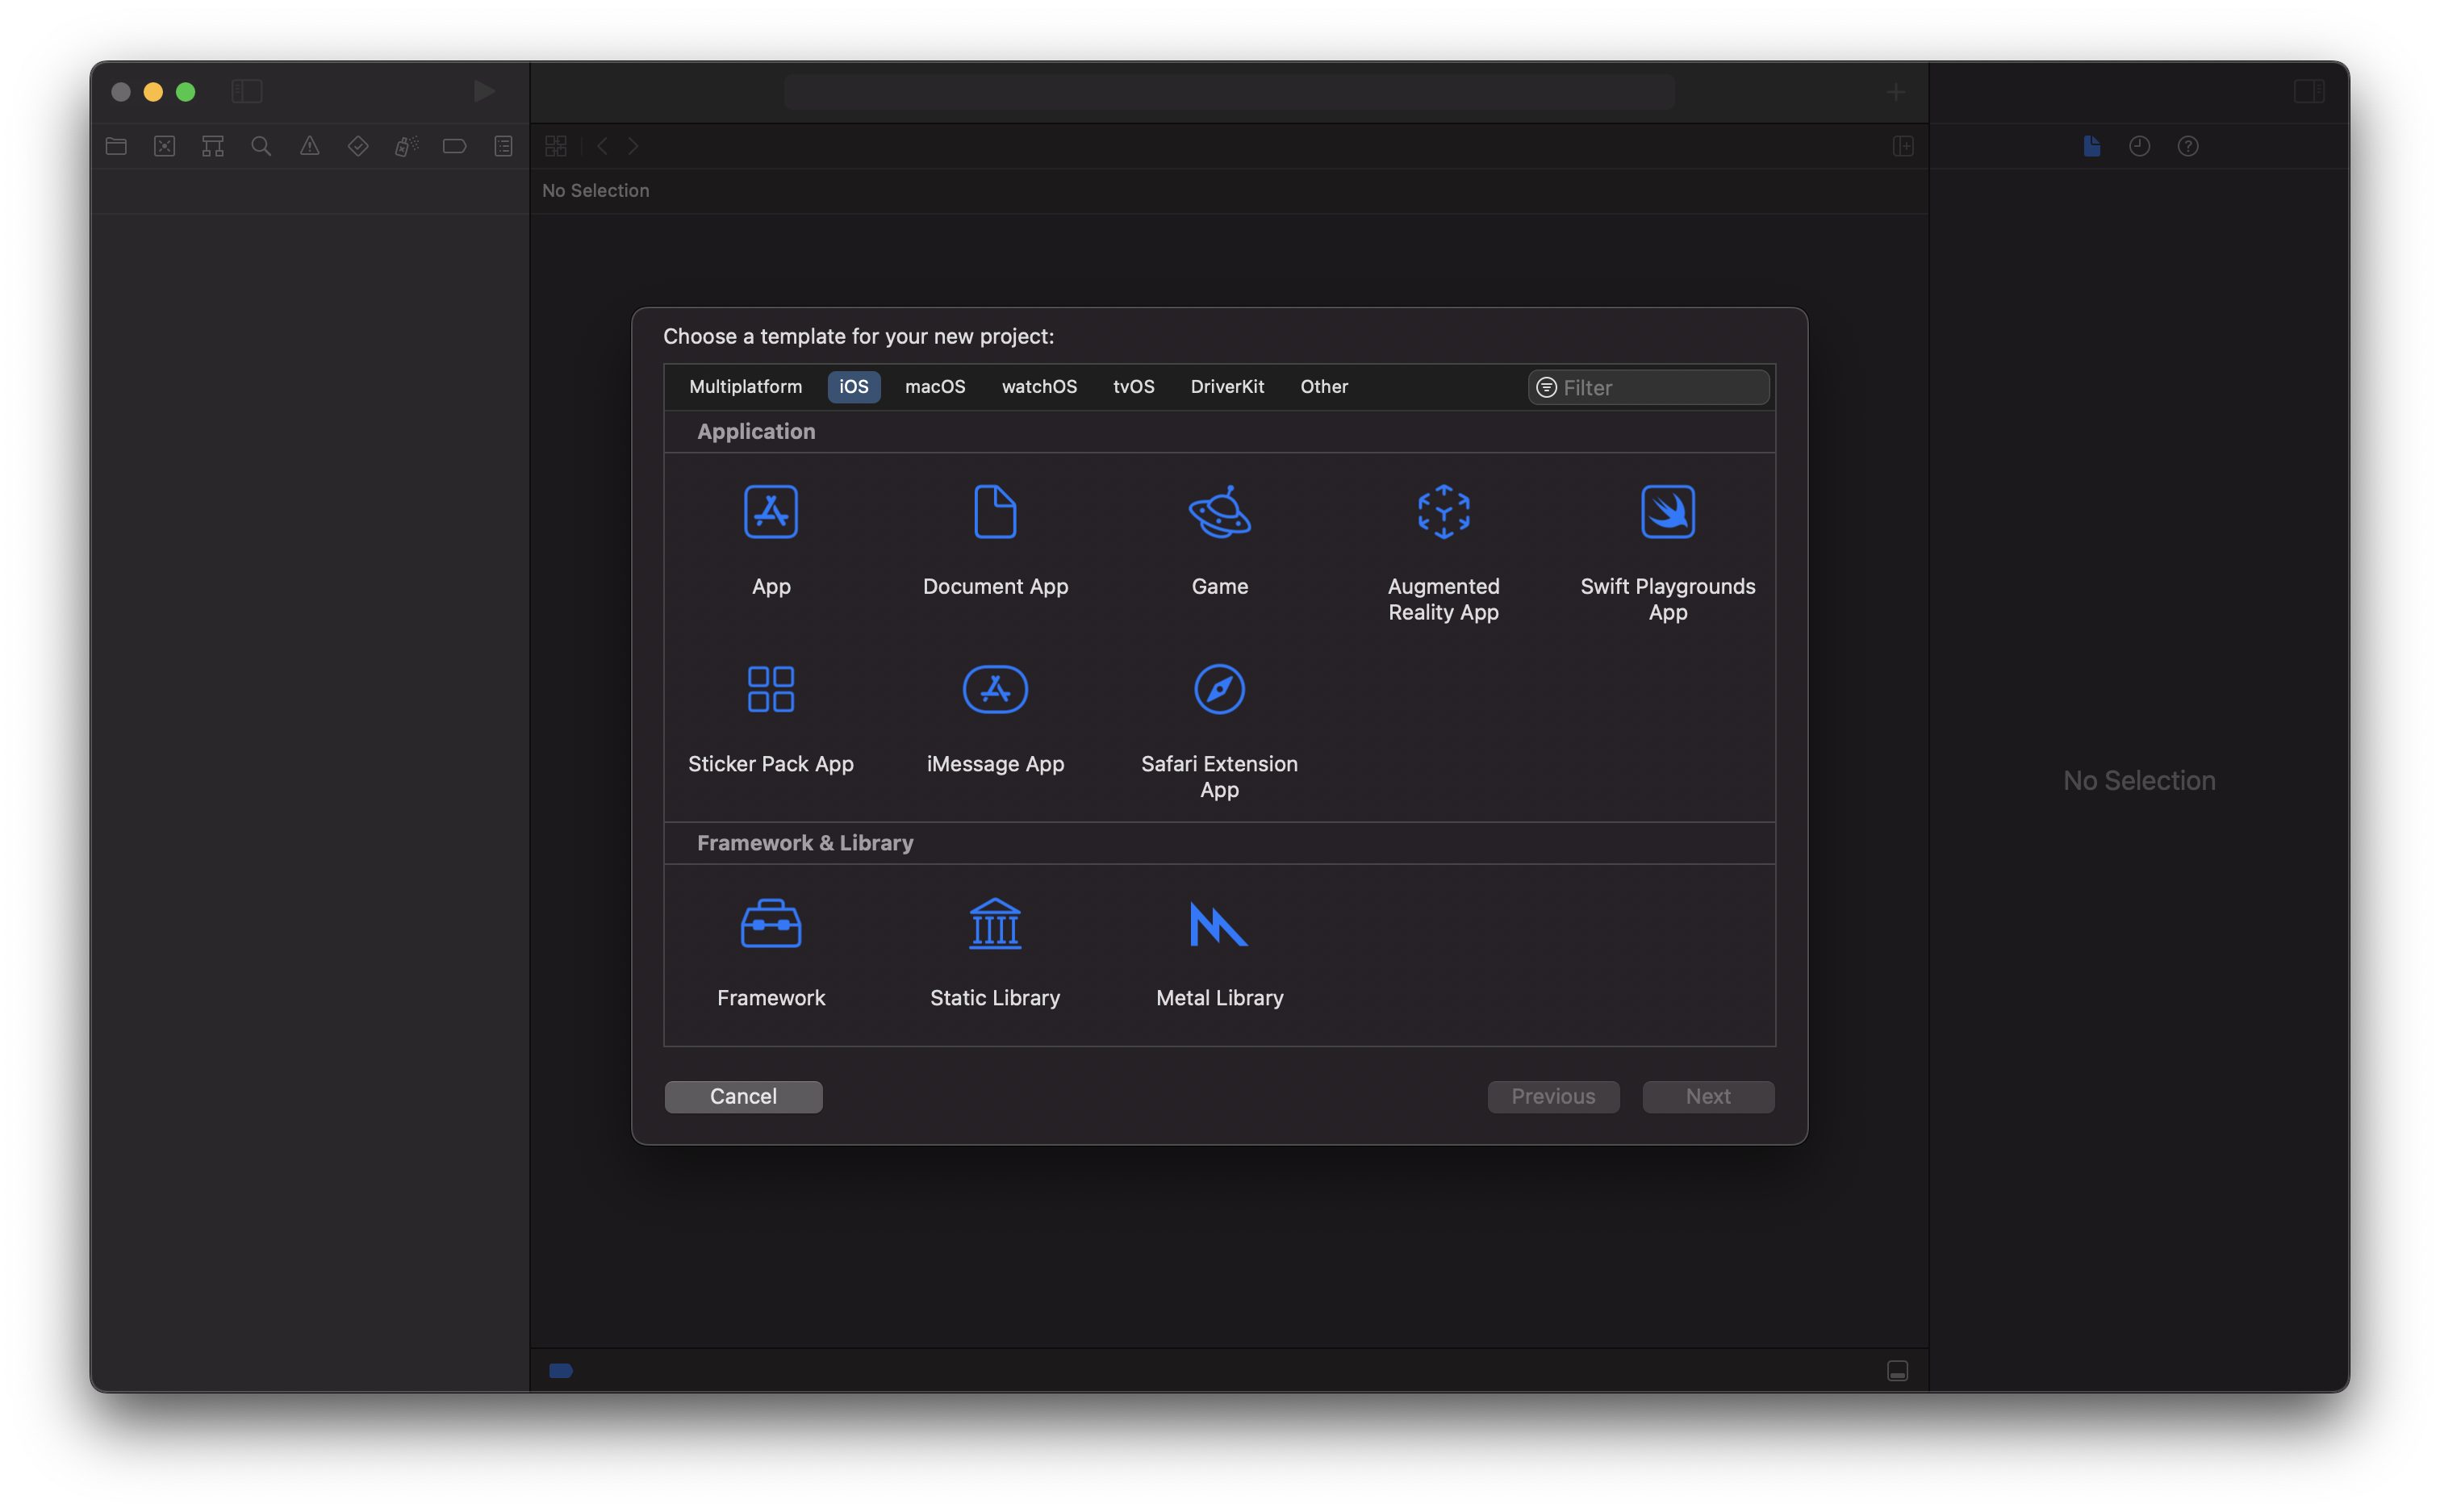 No Selection
Choose a template for your new project:
Multiplatform iOS macOS watchOS tvOS DriverKit Other Filter
Application
App Document App Game Augmented Reality App Swift Playgrounds App
Sticker Pack App iMessage App Safari Extension App
Framework & Library
Framework Static Library Metal Library
Cancel Previous Next
No Selection